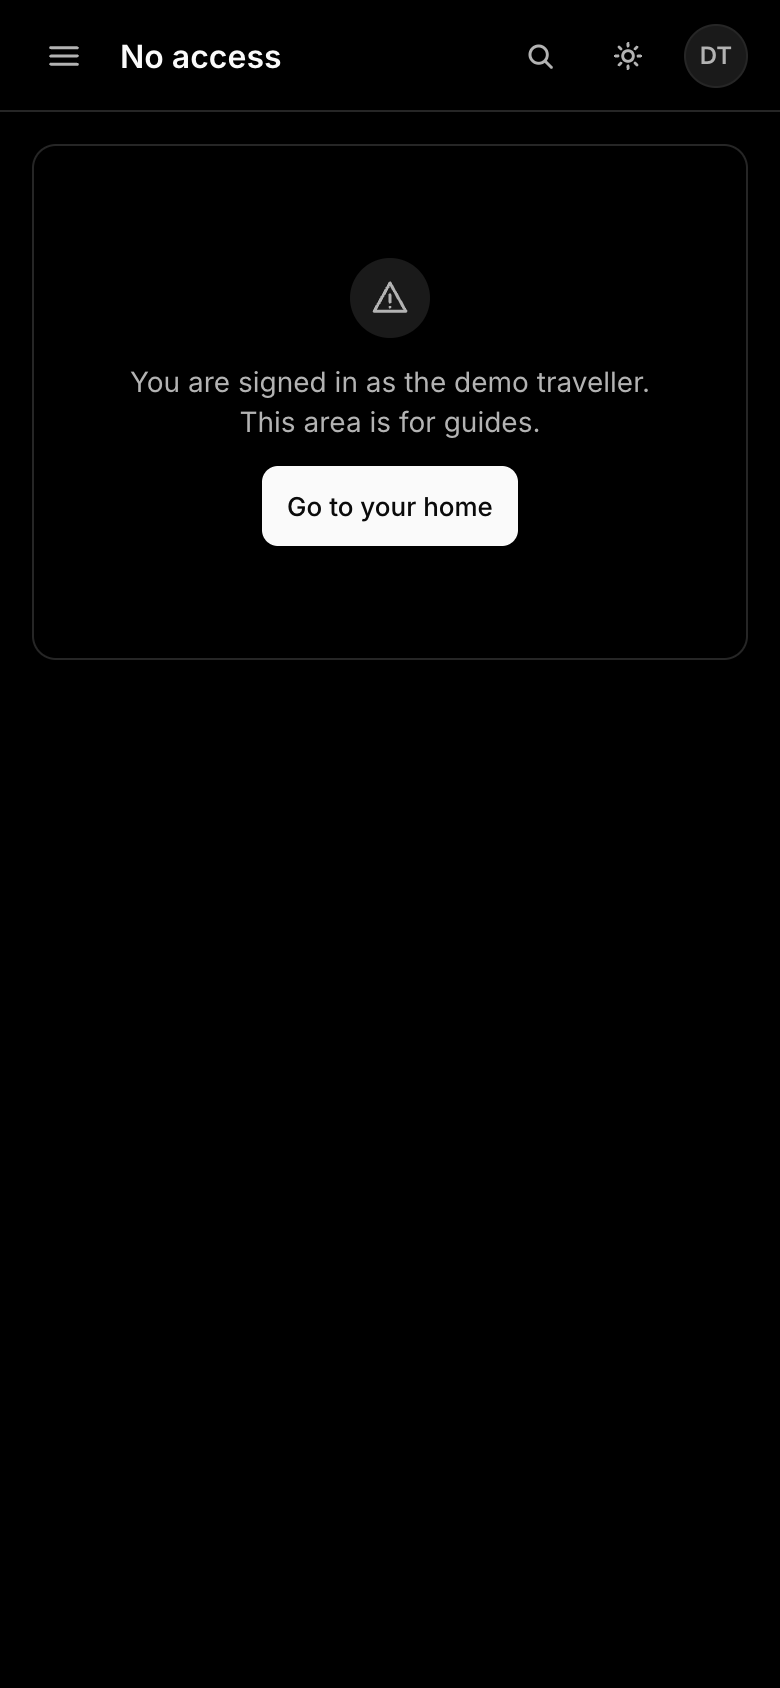 No access
DT
You are signed in as the demo traveller.
This area is for guides.
Go to your home